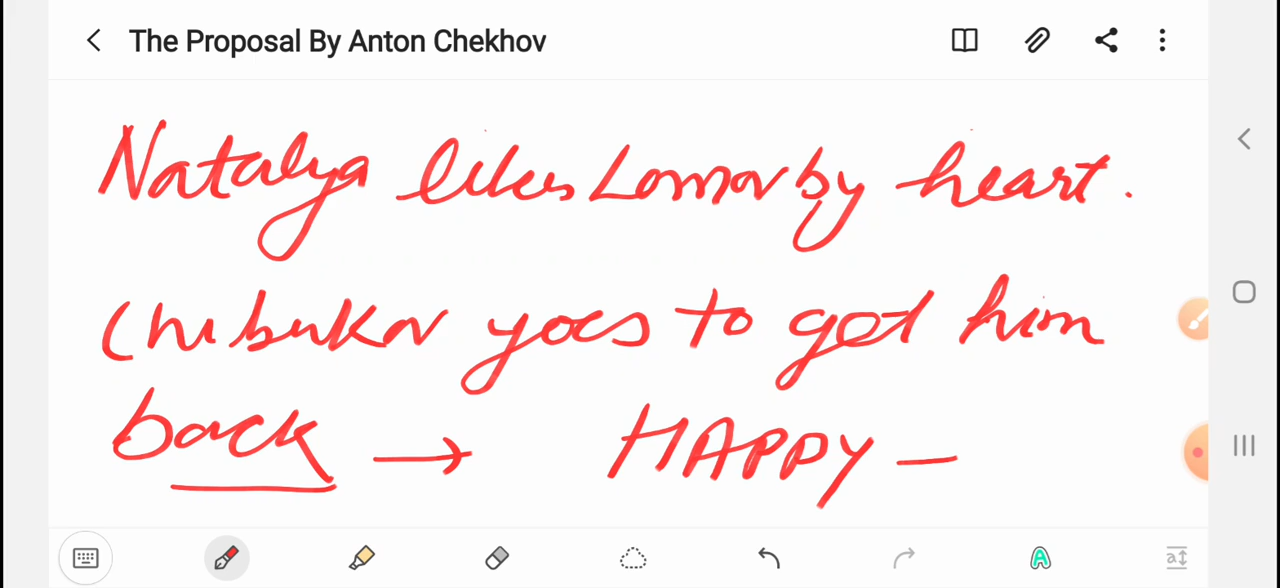 The Proposal By Anton Chekhov
Natalya likes Lomov by heart.
Chubukov goes to get him
back → HAPPY –